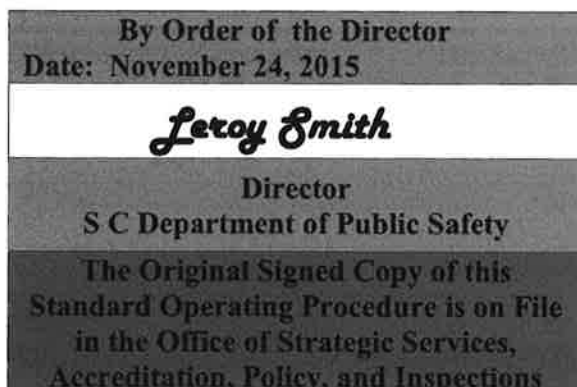 By Order of the Director
Date: November 24, 2015
Leroy Smith
Director
S C Department of Public Safety
The Original Signed Copy of this
Standard Operating Procedure is on File
in the Office of Strategic Services,
Accreditation, Policy, and Inspections